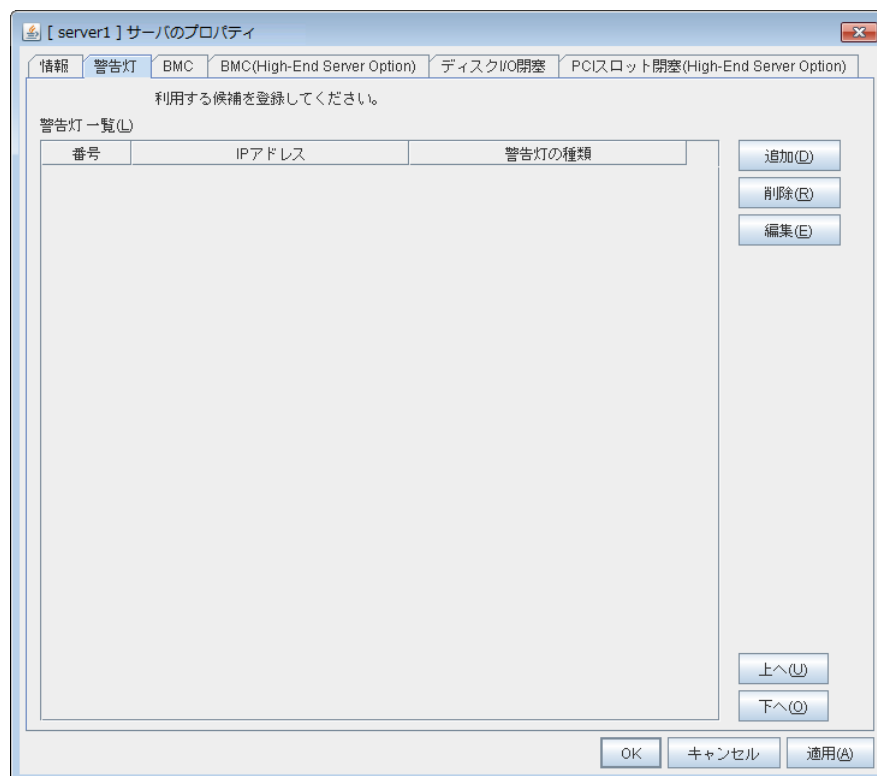 [ server1 ] サーバのプロパティ
情報 警告灯 BMC BMC(High-End Server Option) ディスクI/O閉塞 PCIスロット閉塞(High-End Server Option)
利用する候補を登録してください。
警告灯一覧(L)
番号 IPアドレス 警告灯の種類
追加(D)
削除(R)
編集(E)
上へ(U)
下へ(O)
OK キャンセル 適用(A)